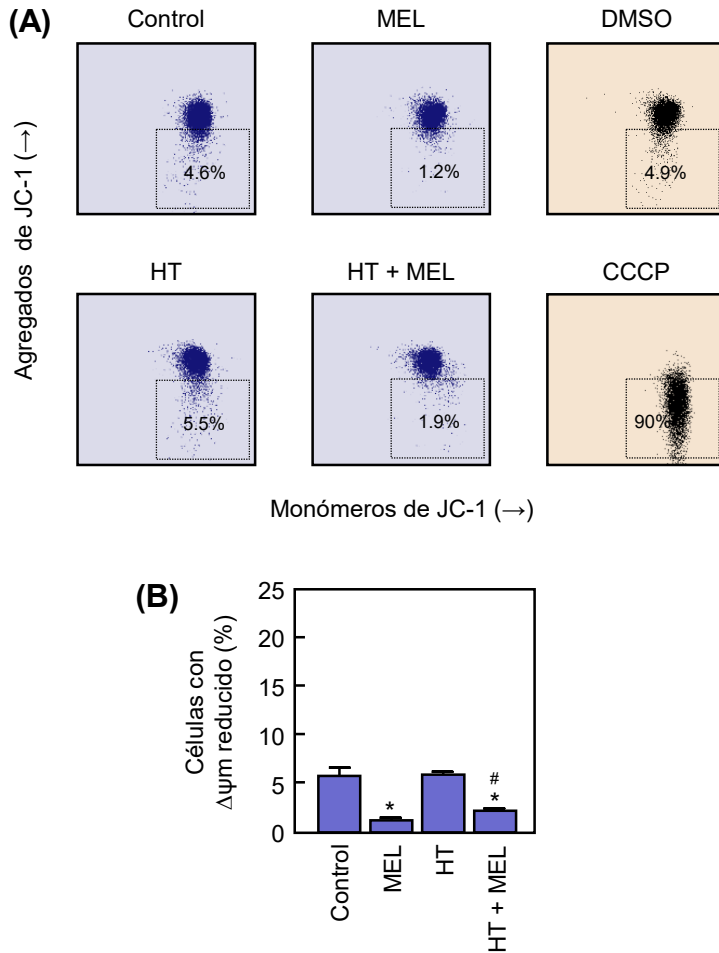 (A)
Control MEL DMSO
4.6% 1.2% 4.9%
HT HT + MEL CCCP
5.5% 1.9% 90%
Agregados de JC-1 (→)
Monómeros de JC-1 (→)
(B)
Células con
Δψm reducido (%)
25
20
15
10
5
0
*
#
*
Control
MEL
HT
HT + MEL